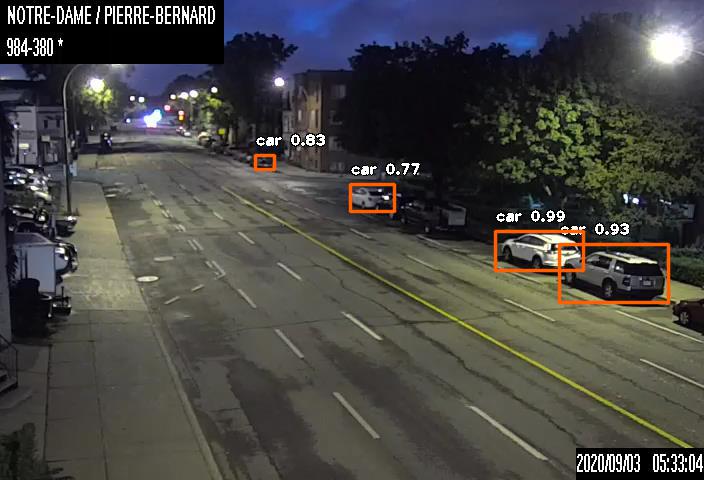 NOTRE-DAME / PIERRE-BERNARD
984-380 *
car 0.83
car 0.77
car 0.99
car 0.93
2020/09/03 05:33:04